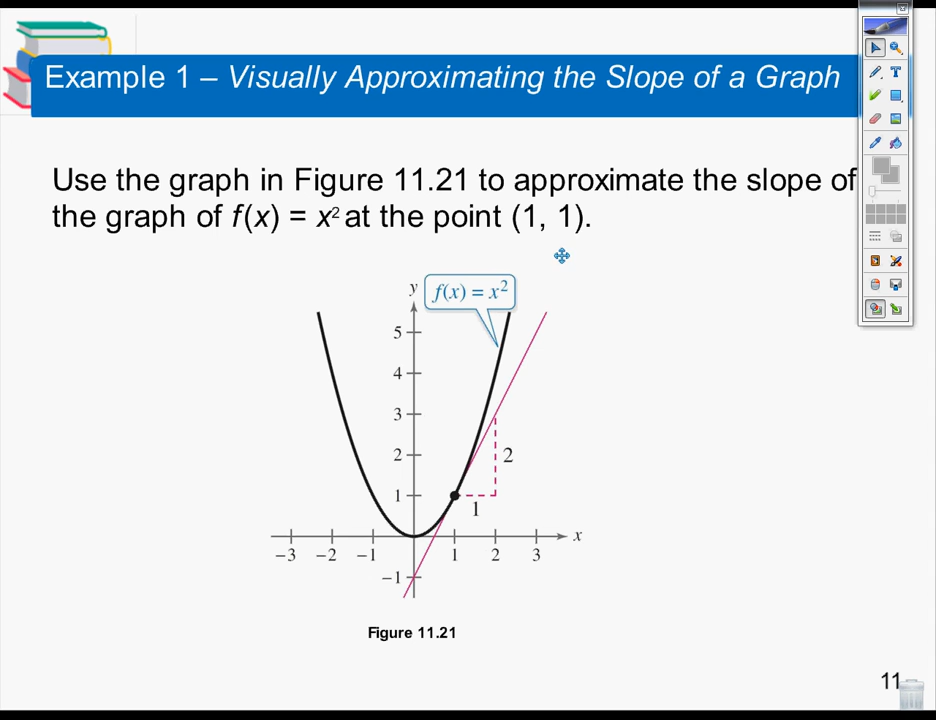 Example 1 – Visually Approximating the Slope of a Graph
Use the graph in Figure 11.21 to approximate the slope of
the graph of f(x) = x² at the point (1, 1).
y
f(x) = x²
5
4
3
2
1
−1
2
1
−3 −2 −1 1 2 3 x
Figure 11.21
11
T